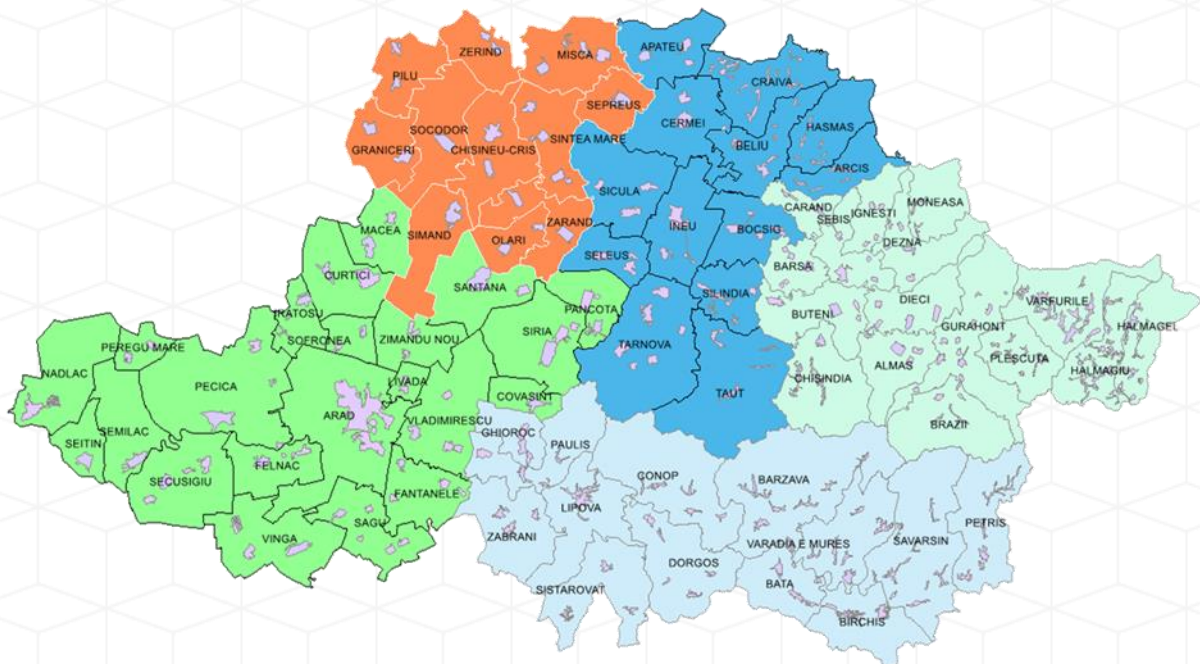 ZERIND
MISCA
APATEU
PILU
CRAIVA
SEPREUS
CERMEI
SOCODOR
HASMAS
GRANICERI
CHISINEU-CRIS
SINTEA MARE
BELIU
ARCIS
SICULA
CARAND
MONEASA
SEBIS
IGNESTI
MACEA
SIMAND
ZARAND
INEU
BOCSIG
OLARI
DEZNA
SELEUS
BARSA
CURTICI
SANTANA
SILINDIA
PANCOTA
DIECI
VARFURILE
IRATOSU
BUTENI
GURAHONT
HALMAGEL
SOFRONEA
ZIMANDU NOU
SIRIA
TARNOVA
PEREGU MARE
PLESCUTA
ALMAS
HALMAGIU
NADLAC
PECICA
LIVADA
CHISINDIA
COVASINT
TAUT
ARAD
VLADIMIRESCU
BRAZII
SEMILAC
GHIOROC
SEITIN
PAULIS
FELNAC
CONOP
BARZAVA
SECUSIGIU
FANTANELE
LIPOVA
SAGU
PETRIS
VINGA
ZABRANI
VARADIA E MURES
SAVARSIN
DORGOS
BATA
SISTAROVAT
BIRCHIS